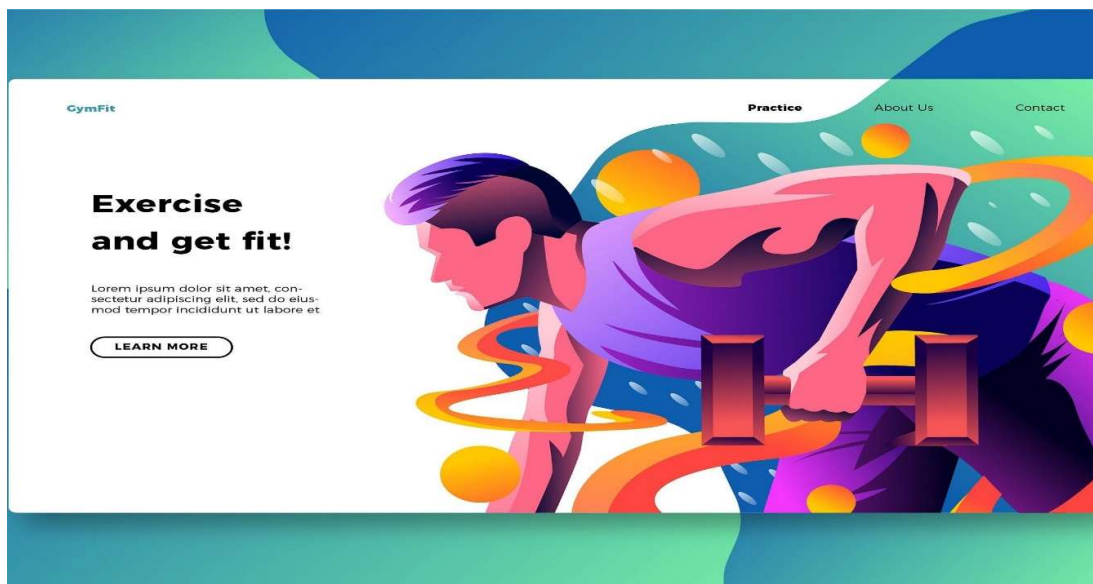 GymFit
Practice
About Us
Contact
Exercise
and get fit!
Lorem ipsum dolor sit amet, con-
sectetur adipiscing elit, sed do eius-
mod tempor incididunt ut labore et
LEARN MORE